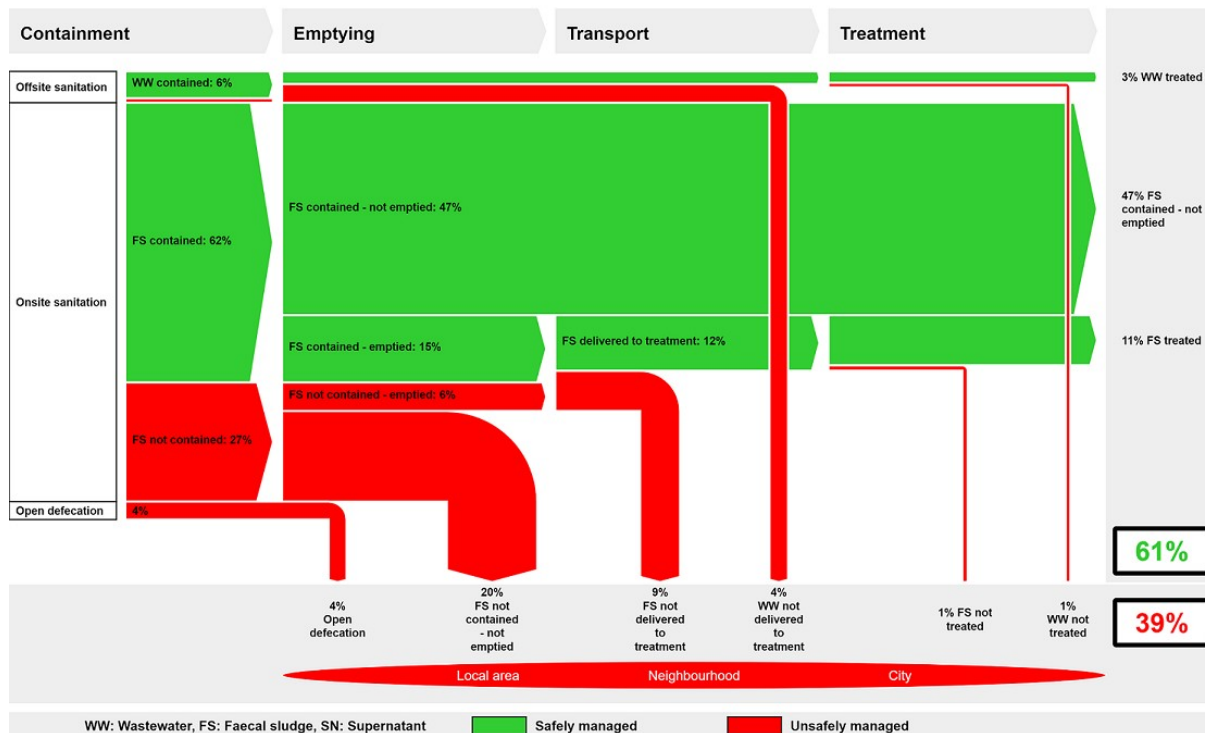 Containment
Emptying
Transport
Treatment
Offsite sanitation
WW contained: 6%
3% WW treated
Onsite sanitation
FS contained: 62%
FS contained - not emptied: 47%
47% FS
contained - not
emptied
FS contained - emptied: 15%
FS delivered to treatment: 12%
11% FS treated
FS not contained - emptied: 6%
FS not contained: 27%
Open defecation
4%
61%
4%
Open
defecation
20%
FS not
contained
- not
emptied
9%
FS not
delivered
to
treatment
4%
WW not
delivered
to
treatment
1% FS not
treated
1%
WW not
treated
39%
Local area
Neighbourhood
City
WW: Wastewater, FS: Faecal sludge, SN: Supernatant
Safely managed
Unsafely managed